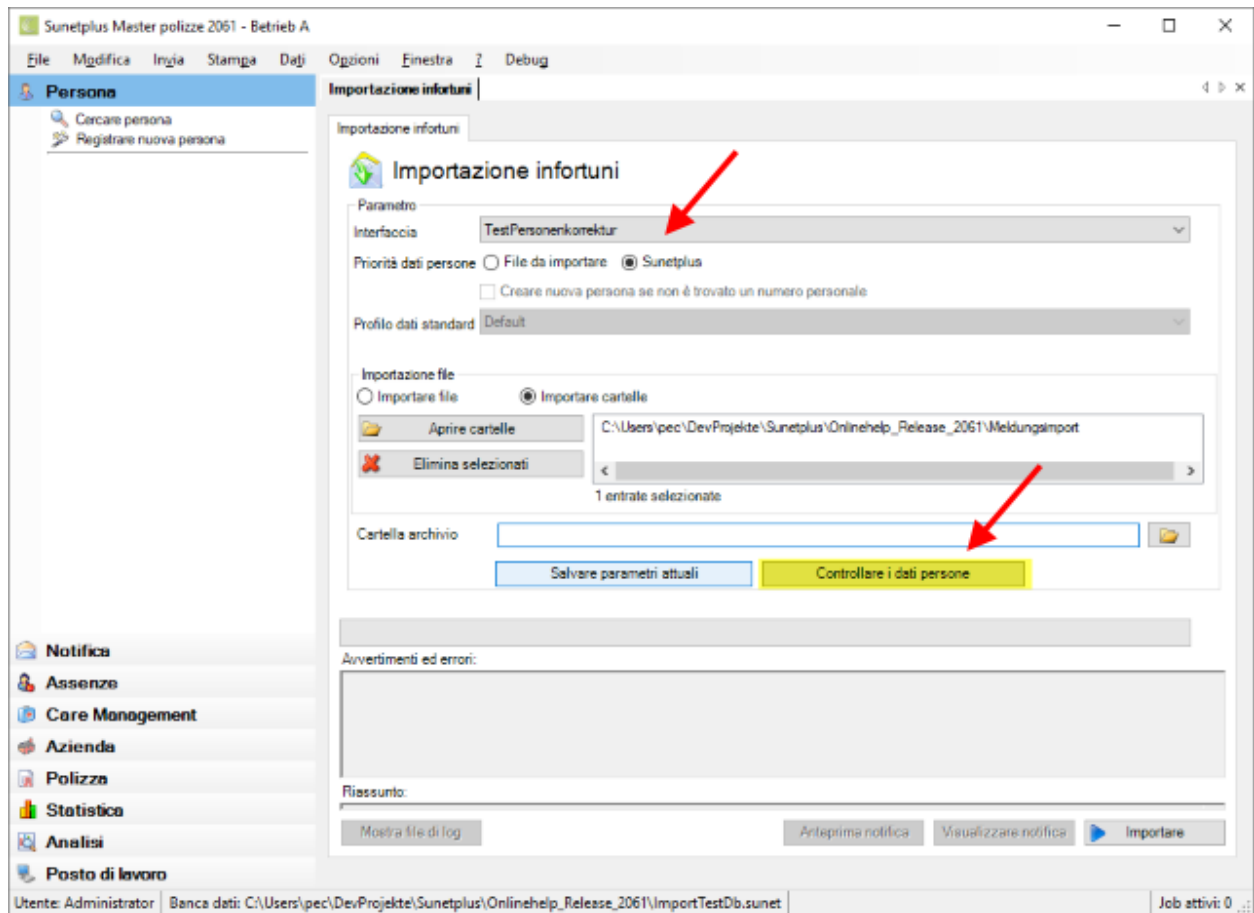 Sunetplus Master polizze 2061 - Betrieb A
File Modifica Invia Stampa Dati Opzioni Finestra ? Debug
Persona
Cercare persona
Registrare nuova persona
Importazione infortuni
Importazione infortuni
Importazione infortuni
Parametro
Interfaccia TestPersonenkorrektur
Priorità dati persone File da importare Sunetplus
Creare nuova persona se non è trovato un numero personale
Profilo dati standard Default
Importazione file
Importare file Importare cartelle
Aprire cartelle C:\Users\pec\DevProjekte\Sunetplus\Onlinehelp_Release_2061\Meldungsimport
Elimina selezionati
1 entrate selezionate
Cartella archivio
Salvare parametri attuali Controllare i dati persone
Avvertimenti ed errori:
Riassunto:
Mostra file di log Anteprima notifica Visualizzare notifica Importare
Notifica
Assenze
Care Management
Azienda
Polizza
Statistica
Analisi
Posto di lavoro
Utente: Administrator Banca dati: C:\Users\pec\DevProjekte\Sunetplus\Onlinehelp_Release_2061\ImportTestDb.sunet Job attivi: 0